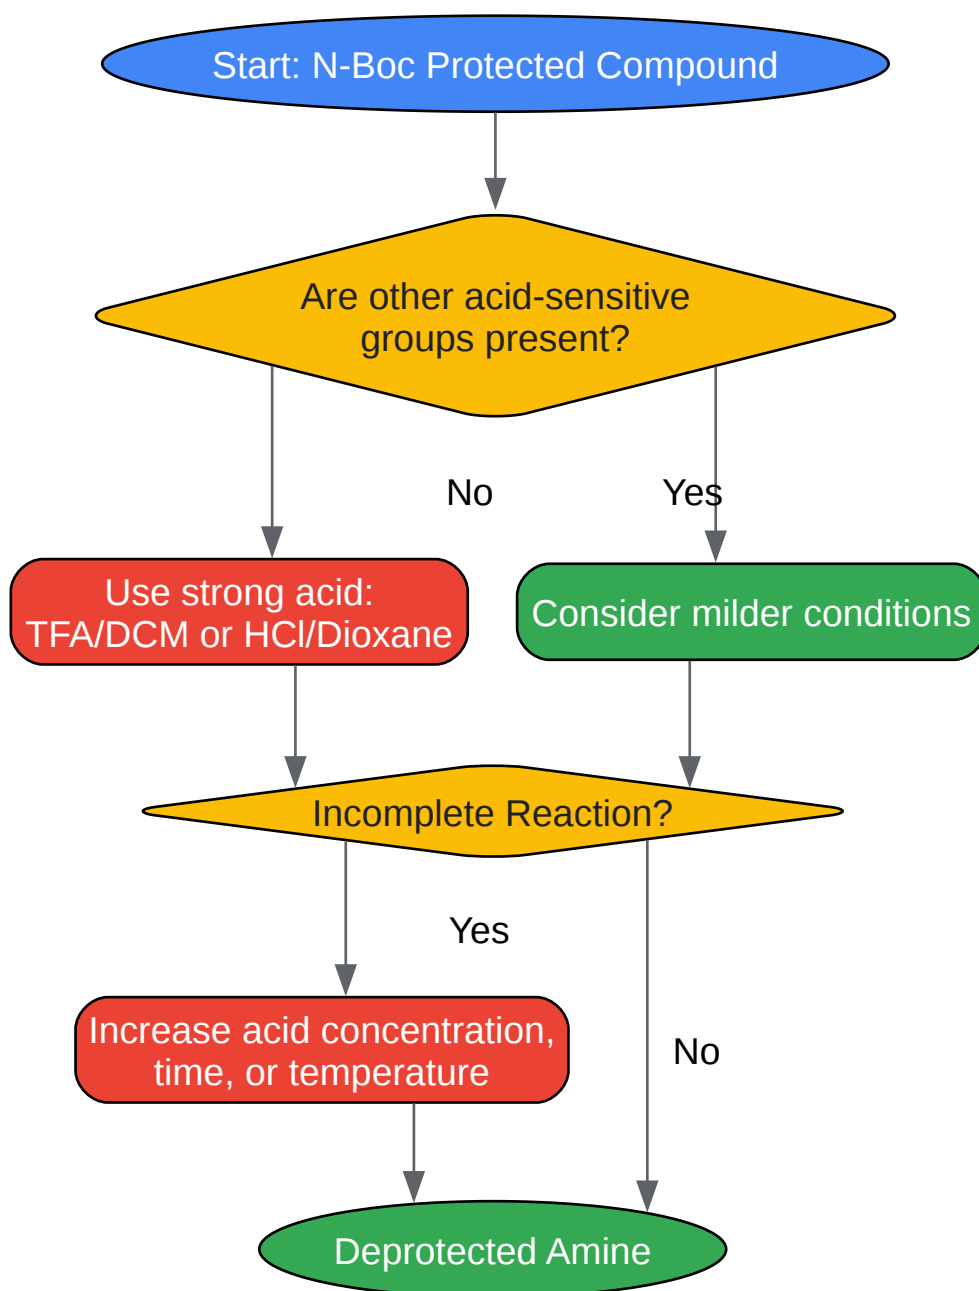 Start: N-Boc Protected Compound
Are other acid-sensitive
groups present?
No
Yes
Use strong acid:
TFA/DCM or HCl/Dioxane
Consider milder conditions
Incomplete Reaction?
Yes
Increase acid concentration,
time, or temperature
No
Deprotected Amine